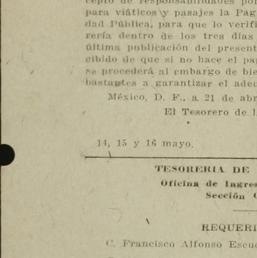 cepto de responsabilidades por
para viáticos y pasajes la Pag
dad Pública, para que lo verifi
rería dentro de los tres días
última publicación del present
cibido de que si no hace el pa
se procederá al embargo de bie
bastantes a garantizar el adeu
México, D. F., a 21 de abr
El Tesorero de l
14, 15 y 16 mayo.
TESORERIA DE
Oficina de Ingres
Sección
REQUERI
C. Francisco Alfonso Escu